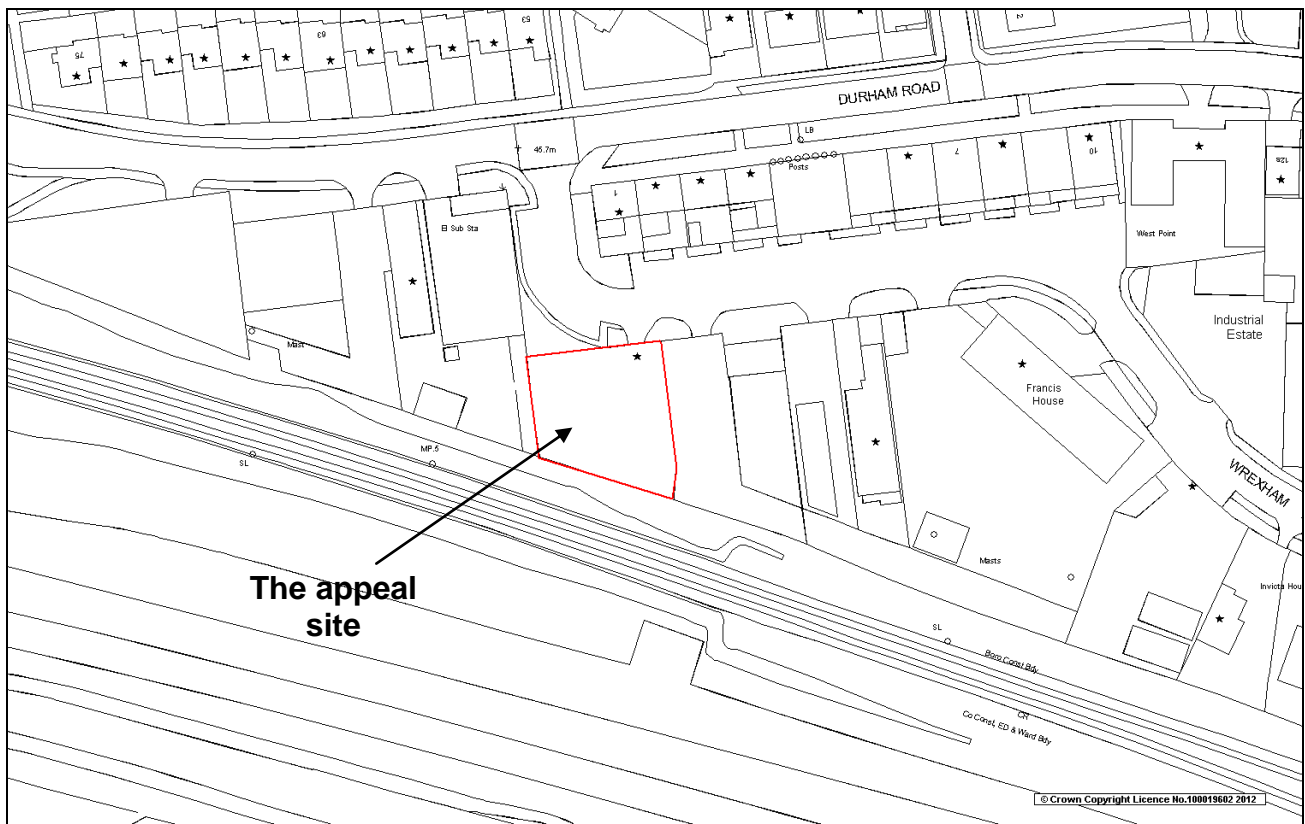 53
63
75
2
DURHAM ROAD
LB
46.7m
Posts
1
7
10
12a
El Sub Sta
West Point
Industrial
Estate
Mast
Francis
House
MP.5
SL
WREXHAM
The appeal
site
Masts
Invicta Hou
SL
Boro Const Bdy
CR
Co Const, ED & Ward Bdy
© Crown Copyright Licence No.100019602 2012